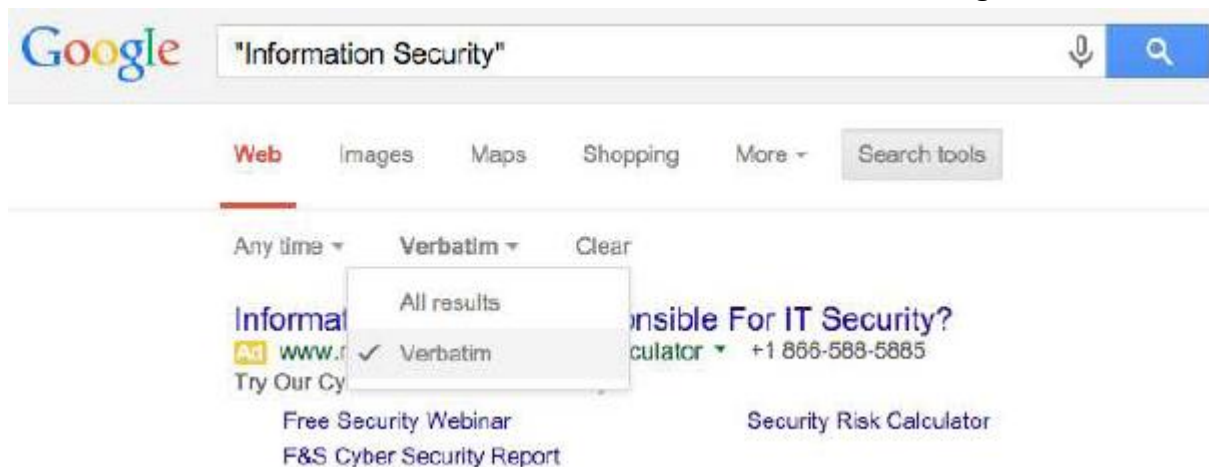 Google "Information Security"
Web Images Maps Shopping More Search tools
Any time Verbatim Clear
All results
Informat onsible For IT Security?
Ad www. culator +1 866-588-5885
Verbatim
Try Our Cy
Free Security Webinar Security Risk Calculator
F&S Cyber Security Report